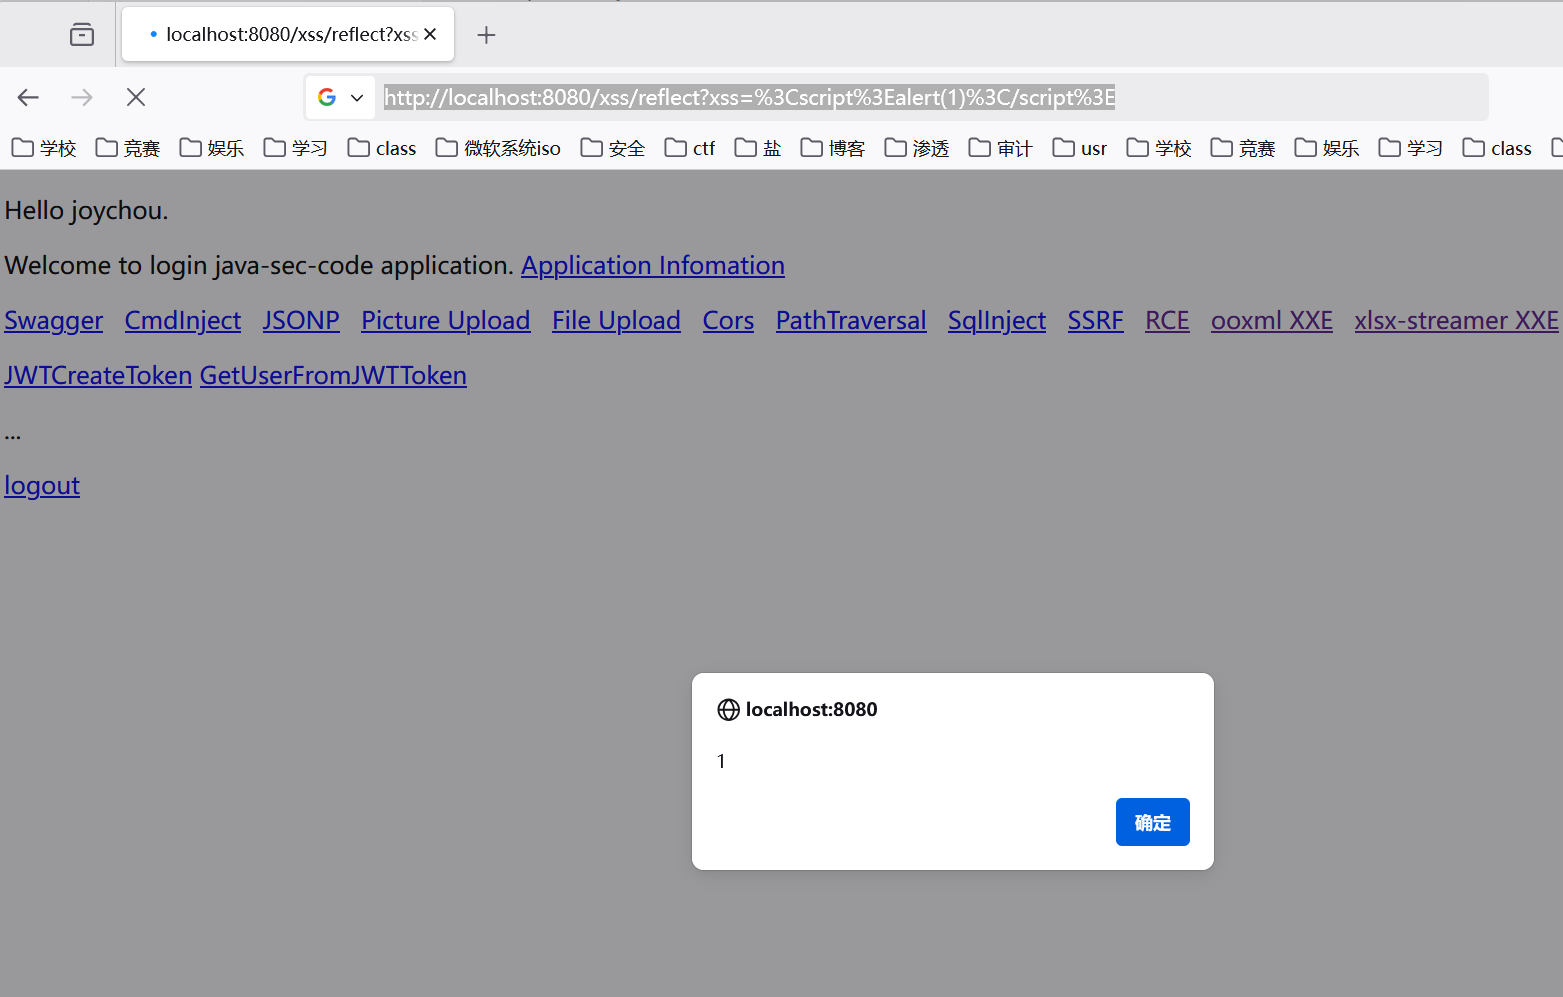 localhost:8080/xss/reflect?xss
http://localhost:8080/xss/reflect?xss=%3Cscript%3Ealert(1)%3C/script%3E
学校 竞赛 娱乐 学习 class 微软系统iso 安全 ctf 盐 博客 渗透 审计 usr 学校 竞赛 娱乐 学习 class
Hello joychou.
Welcome to login java-sec-code application. Application Infomation
Swagger CmdInject JSONP Picture Upload File Upload Cors PathTraversal SqlInject SSRF RCE ooxml XXE xlsx-streamer XXE
JWTCreateToken GetUserFromJWTToken
...
logout
localhost:8080
1
确定